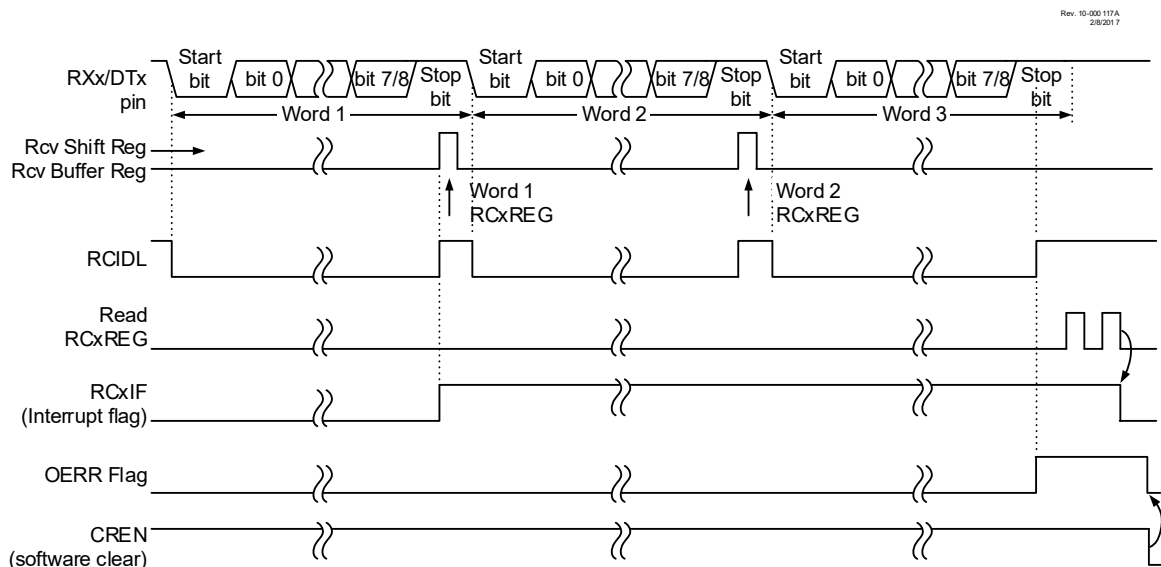 Rev. 10-000 117A
2/8/2017
RXx/DTx
pin
Start
bit
bit 0
bit 7/8
Stop
bit
Start
bit
bit 0
bit 7/8
Stop
bit
Start
bit
bit 0
bit 7/8
Stop
bit
Word 1
Word 2
Word 3
Rcv Shift Reg
Rcv Buffer Reg
Word 1
RCxREG
Word 2
RCxREG
RCIDL
Read
RCxREG
RCxIF
(Interrupt flag)
OERR Flag
CREN
(software clear)